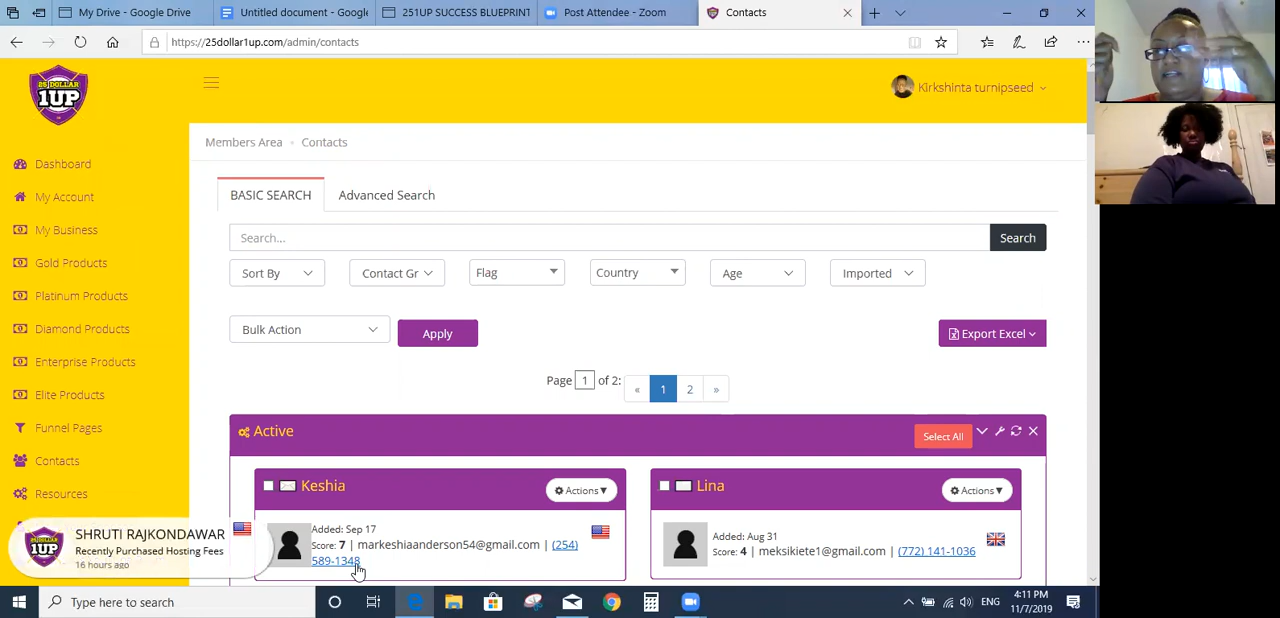 My Drive - Google Drive
Untitled document - Google
251UP SUCCESS BLUEPRINT
Post Attendee - Zoom
Contacts
https://25dollar1up.com/admin/contacts
25 DOLLAR
1UP
Kirkshinta turnipseed
Members Area
Contacts
Dashboard
My Account
My Business
Gold Products
Platinum Products
Diamond Products
Enterprise Products
Elite Products
Funnel Pages
Contacts
Resources
BASIC SEARCH
Advanced Search
Search...
Search
Sort By
Contact Gr
Flag
Country
Age
Imported
Bulk Action
Apply
Export Excel
Page 1 of 2:
« 1 2 »
Active
Select All
Keshia
Actions▼
Added: Sep 17
Score: 7 | markeshiaanderson54@gmail.com | (254)
589-1348
Lina
Actions▼
Added: Aug 31
Score: 4 | meksikiete1@gmail.com | (772) 141-1036
1UP
SHRUTI RAJKONDAWAR
Recently Purchased Hosting Fees
16 hours ago
Type here to search
ENG
4:11 PM
11/7/2019